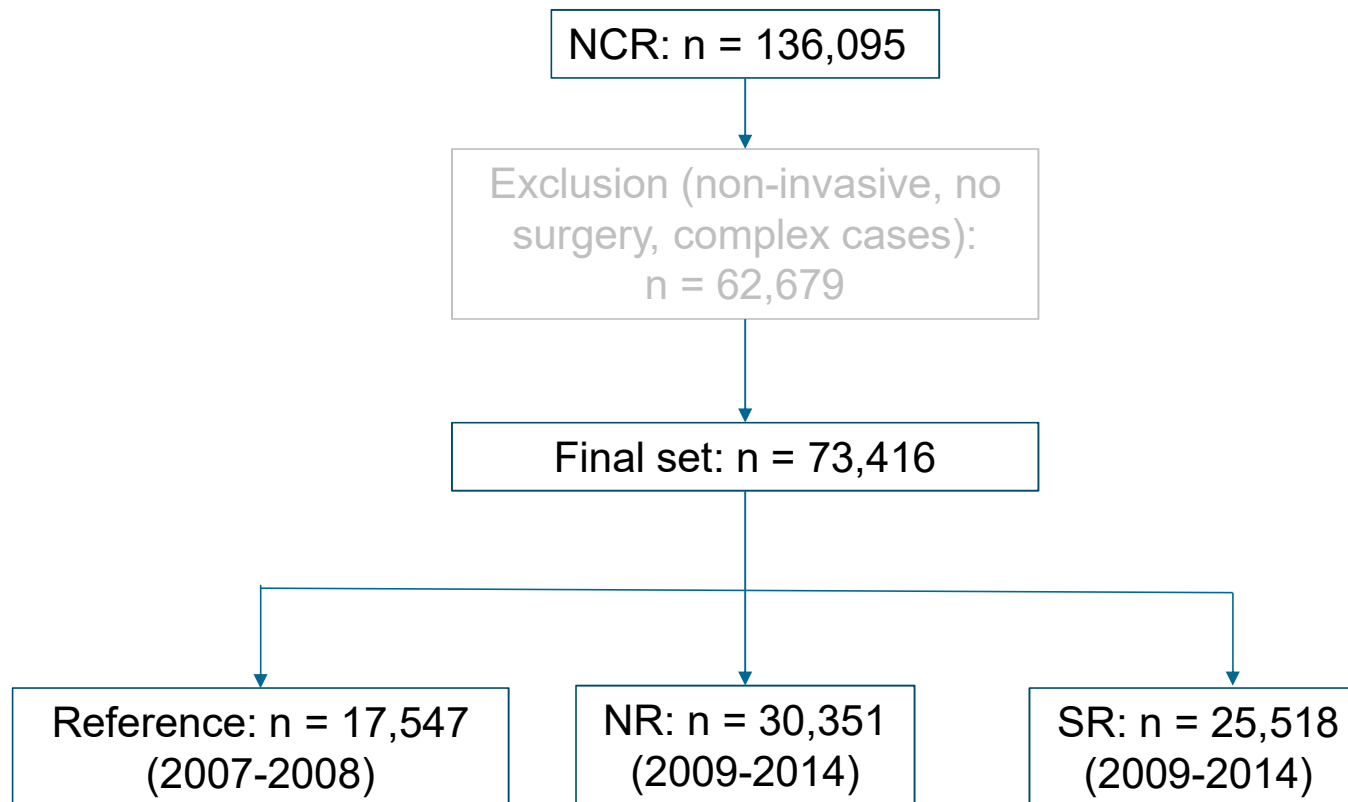 NCR: n = 136,095
Exclusion (non-invasive, no
surgery, complex cases):
n = 62,679
Final set: n = 73,416
Reference: n = 17,547
(2007-2008)
NR: n = 30,351
(2009-2014)
SR: n = 25,518
(2009-2014)